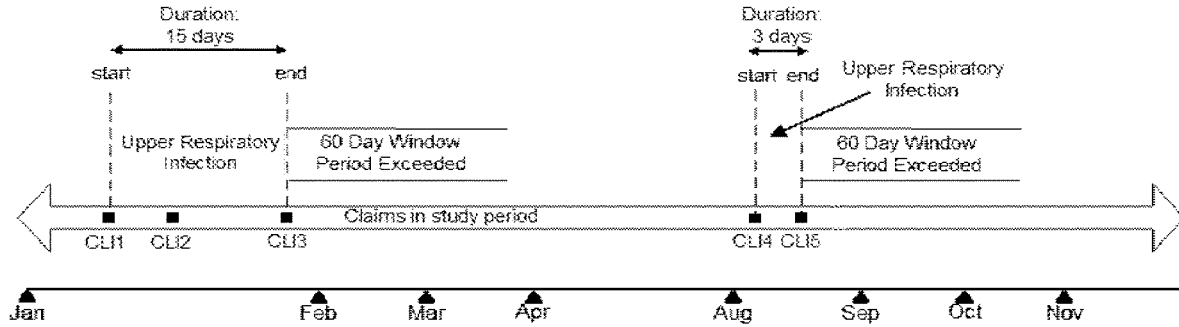 Duration:
15 days
Duration:
3 days
start
end
start end
Upper Respiratory
Infection
Upper Respiratory
Infection
60 Day Window
Period Exceeded
60 Day Window
Period Exceeded
Claims in study period
CLI1 CLI2 CLI3 CLI4 CLI5
Jan Feb Mar Apr Aug Sep Oct Nov